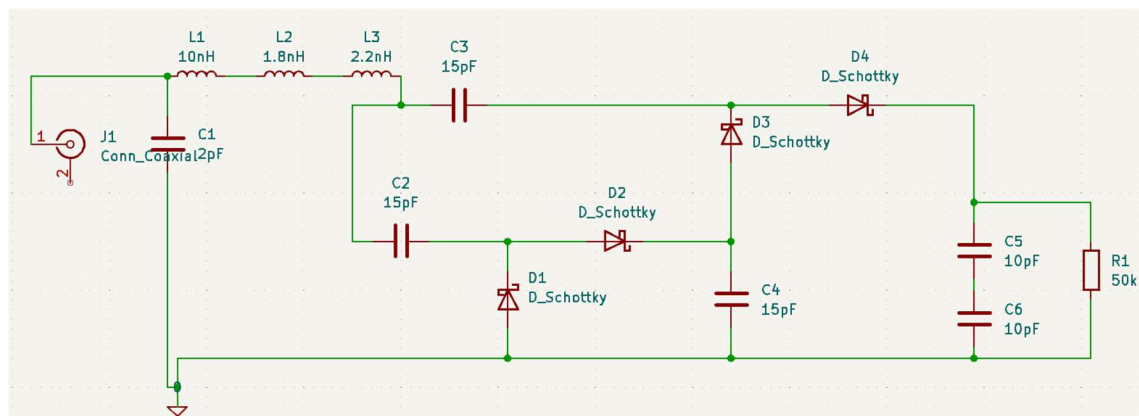 L1
10nH
L2
1.8nH
L3
2.2nH
C3
15pF
D4
D_Schottky
1
2
J1
Conn_Coaxial
C1
2pF
D3
D_Schottky
C2
15pF
D2
D_Schottky
D1
D_Schottky
C4
15pF
C5
10pF
C6
10pF
R1
50k